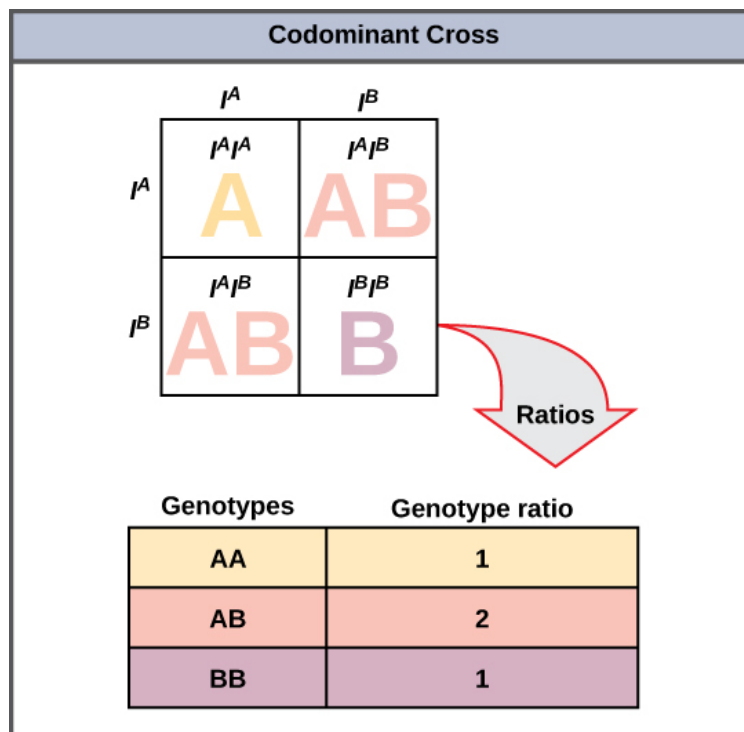 Codominant Cross
I^A I^B
I^A I^AI^A I^AI^B
A AB
I^B I^AI^B I^BI^B
AB B
Ratios
Genotypes Genotype ratio
AA 1
AB 2
BB 1